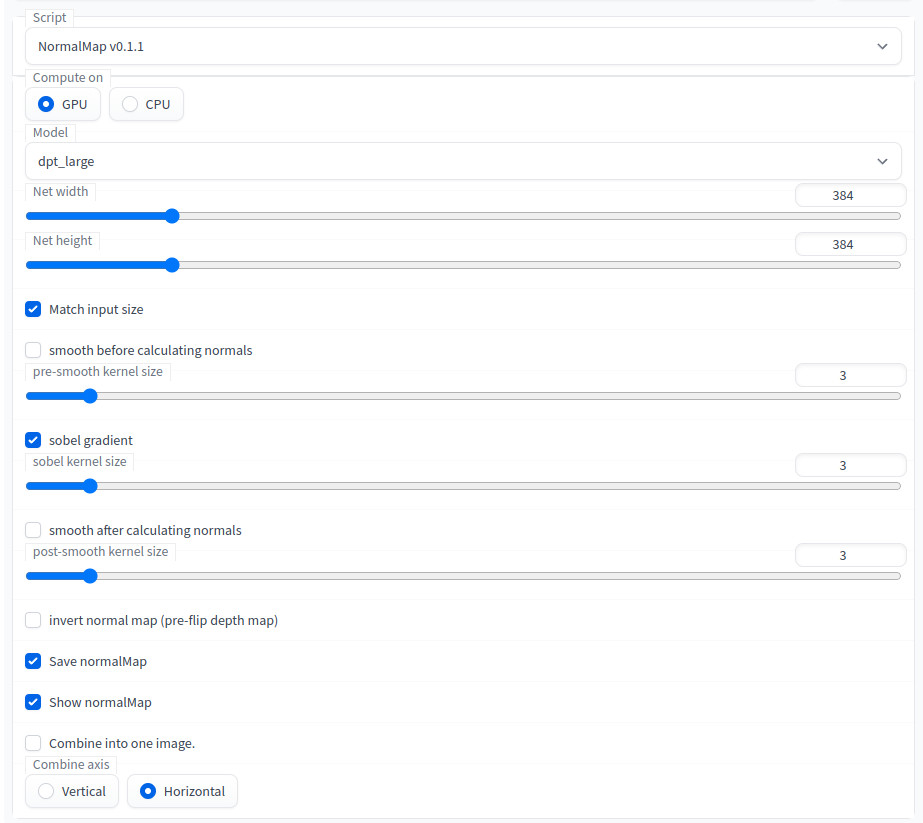 Script
NormalMap v0.1.1
Compute on
GPU CPU
Model
dpt_large
Net width 384
Net height 384
Match input size
smooth before calculating normals
pre-smooth kernel size 3
sobel gradient
sobel kernel size 3
smooth after calculating normals
post-smooth kernel size 3
invert normal map (pre-flip depth map)
Save normalMap
Show normalMap
Combine into one image.
Combine axis
Vertical Horizontal